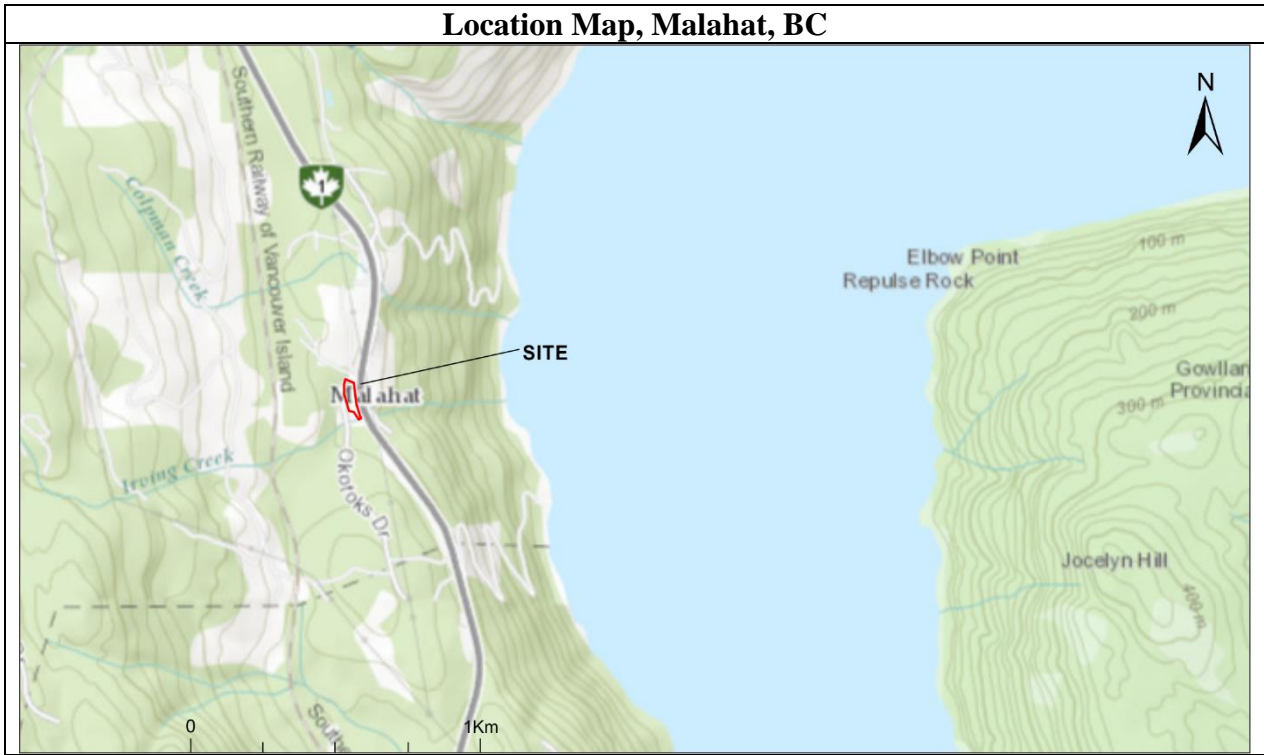 Location Map, Malahat, BC
N
Southern Railway of Vancouver Island
1
Colpman Creek
Elbow Point
Repulse Rock
100 m
200 m
SITE
Gowllan
Provincia
Malahat
300 m
Irving Creek
Okotoks Dr
Jocelyn Hill
400 m
0
1Km